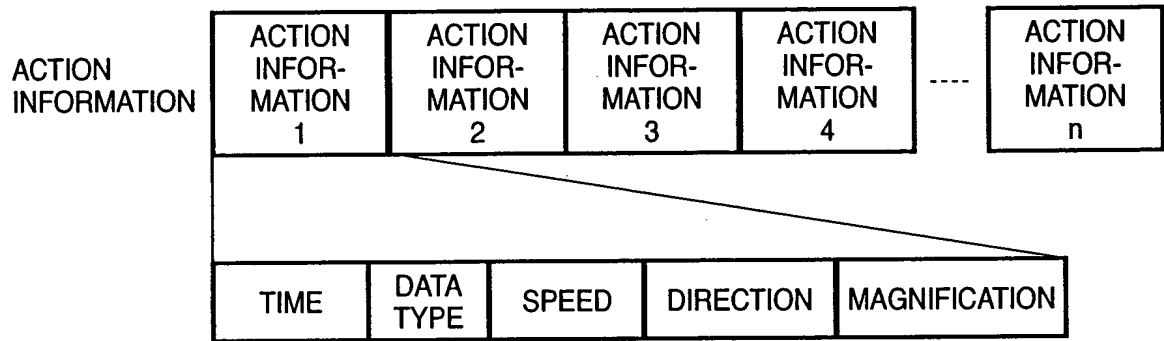 ACTION
INFORMATION
ACTION
INFOR-
MATION
1
ACTION
INFOR-
MATION
2
ACTION
INFOR-
MATION
3
ACTION
INFOR-
MATION
4
----
ACTION
INFOR-
MATION
n
TIME
DATA
TYPE
SPEED
DIRECTION
MAGNIFICATION